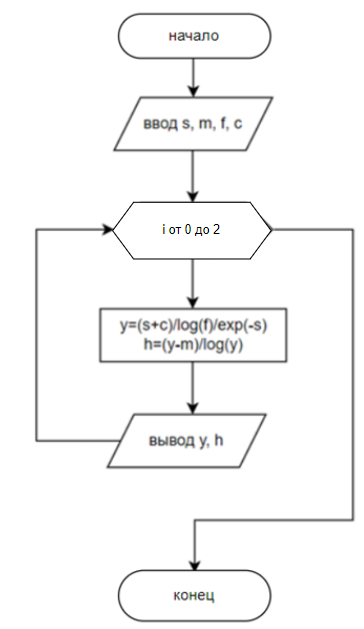 начало
ввод s, m, f, c
i от 0 до 2
y=(s+c)/log(f)/exp(-s)
h=(y-m)/log(y)
вывод y, h
конец